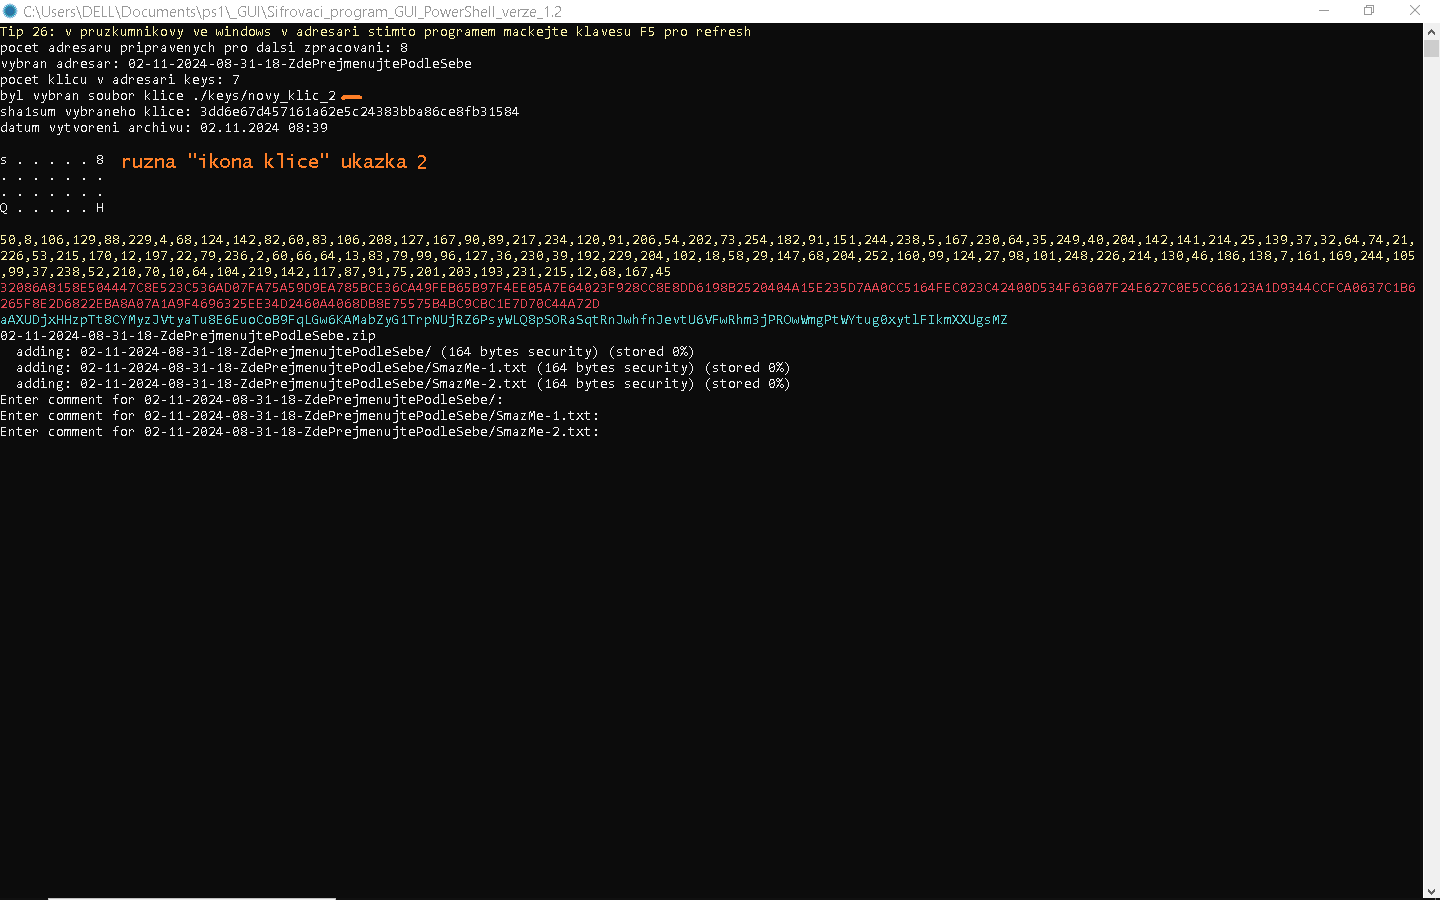 C:\Users\DELL\Documents\ps1\_GUI\Sifrovaci_program_GUI_PowerShell_verze_1.2
Tip 26: v pruzkumnikovy ve windows v adresari stimto programem mackejte klavesu F5 pro refresh
pocet adresaru pripravenych pro dalsi zpracovani: 8
vybran adresar: 02-11-2024-08-31-18-ZdePrejmenujtePodleSebe
pocet klicu v adresari keys: 7
byl vybran soubor klice ./keys/novy_klic_2
sha1sum vybraneho klice: 3dd6e67d457161a62e5c24383bba86ce8fb31584
datum vytvoreni archivu: 02.11.2024 08:39
s . . . . . 8 ruzna "ikona klice" ukazka 2
. . . . . . .
. . . . . . .
Q . . . . . H
50,8,106,129,88,229,4,68,124,142,82,60,83,106,208,127,167,90,89,217,234,120,91,206,54,202,73,254,182,91,151,244,238,5,167,230,64,35,249,40,204,142,141,214,25,139,37,32,64,74,21,
226,53,215,170,12,197,22,79,236,2,60,66,64,13,83,79,99,96,127,36,230,39,192,229,204,102,18,58,29,147,68,204,252,160,99,124,27,98,101,248,226,214,130,46,186,138,7,161,169,244,105
,99,37,238,52,210,70,10,64,104,219,142,117,87,91,75,201,203,193,231,215,12,68,167,45
32086A8158E504447C8E523C536AD07FA75A59D9EA785BCE36CA49FEB65B97F4EE05A7E64023F928CC8E8DD6198B2520404A15E235D7AA0CC5164FEC023C42400D534F63607F24E627C0E5CC66123A1D9344CCFCA0637C1B6
265F8E2D6822EBA8A07A1A9F4696325EE34D2460A4068DB8E75575B4BC9CBC1E7D70C44A72D
aAXUDjxHHzpTt8CYMyzJVtyaTu8E6EuoCoB9FqLGw6KAMabZyG1TrpNUjRZ6PsyWLQ8pSORaSqtRnJwhfnJevtU6VFwRhm3jPROwWmgPtWYtug0xytlFIkmXXUgsMZ
02-11-2024-08-31-18-ZdePrejmenujtePodleSebe.zip
adding: 02-11-2024-08-31-18-ZdePrejmenujtePodleSebe/ (164 bytes security) (stored 0%)
adding: 02-11-2024-08-31-18-ZdePrejmenujtePodleSebe/SmazMe-1.txt (164 bytes security) (stored 0%)
adding: 02-11-2024-08-31-18-ZdePrejmenujtePodleSebe/SmazMe-2.txt (164 bytes security) (stored 0%)
Enter comment for 02-11-2024-08-31-18-ZdePrejmenujtePodleSebe/:
Enter comment for 02-11-2024-08-31-18-ZdePrejmenujtePodleSebe/SmazMe-1.txt:
Enter comment for 02-11-2024-08-31-18-ZdePrejmenujtePodleSebe/SmazMe-2.txt: